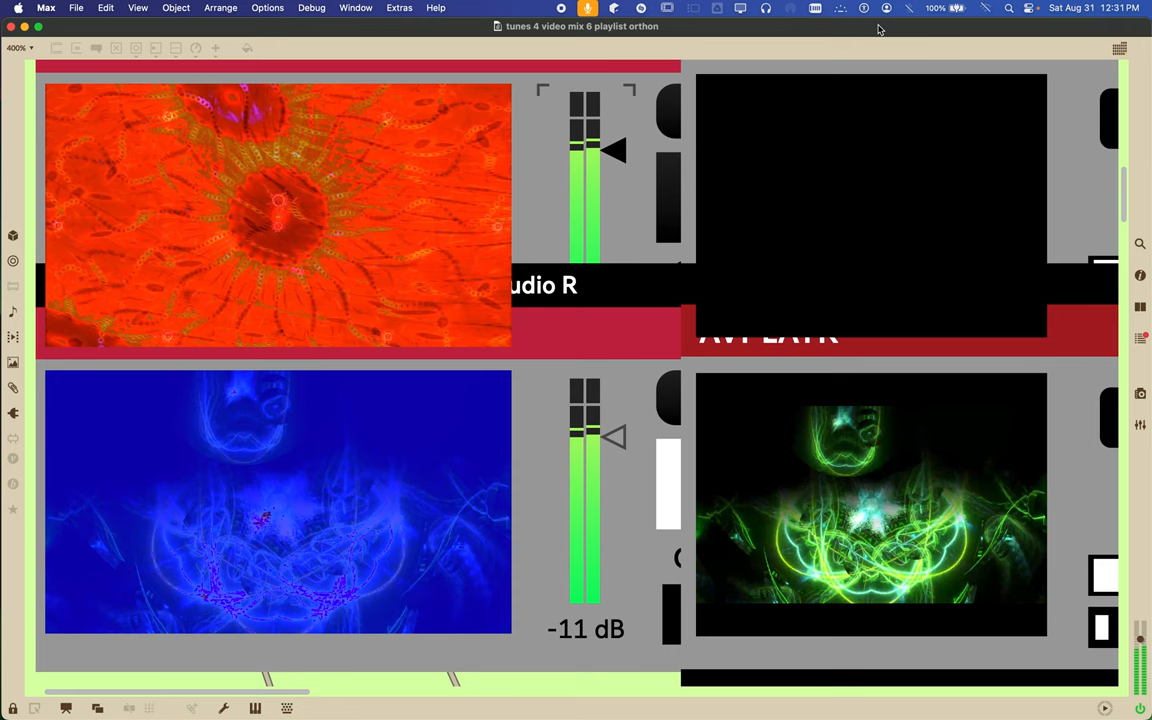 Max File Edit View Object Arrange Options Debug Window Extras Help 100% Sat Aug 31 12:31 PM
tunes 4 video mix 6 playlist orthon
400%
udio R
-11 dB